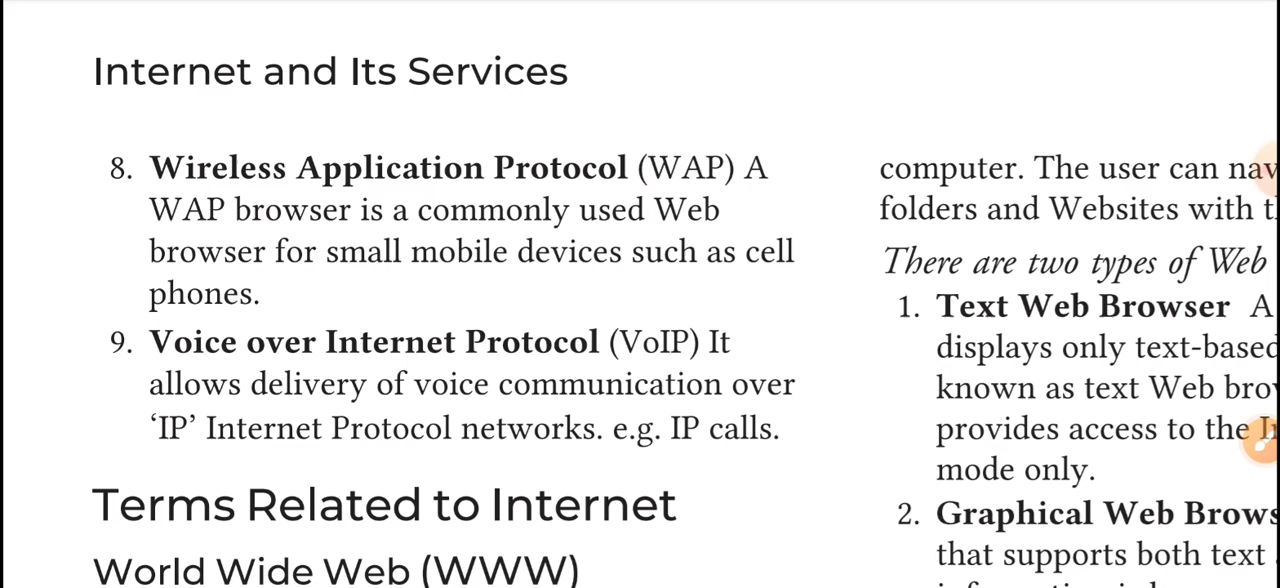 Internet and Its Services
8. Wireless Application Protocol (WAP) A
WAP browser is a commonly used Web
browser for small mobile devices such as cell
phones.
9. Voice over Internet Protocol (VoIP) It
allows delivery of voice communication over
‘IP’ Internet Protocol networks. e.g. IP calls.
Terms Related to Internet
World Wide Web (WWW)
computer. The user can
folders and Websites with
There are two types of Web
1. Text Web Browser A
displays only text-based
known as text Web
provides access to the
mode only.
2. Graphical Web
that supports both text